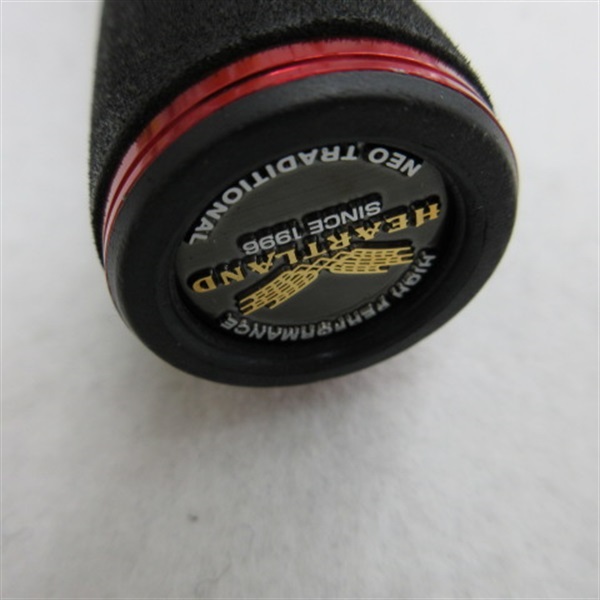 HIGH PERFORMANCE
HEARTLAND
SINCE 1996
NEO TRADITIONAL